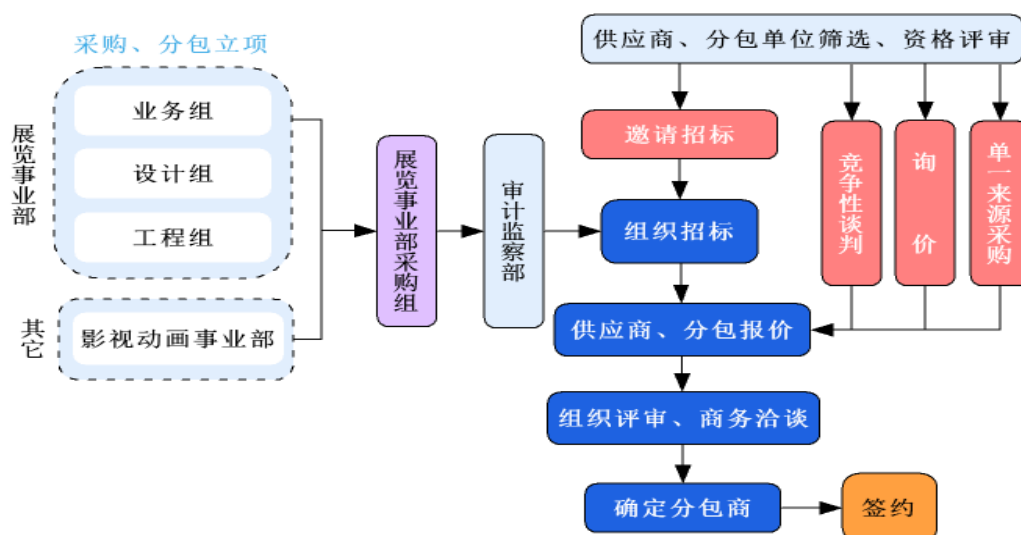 采购、分包立项
展览事业部
业务组
设计组
工程组
其它
影视动画事业部
展览事业部采购组
审计监察部
供应商、分包单位筛选、资格评审
邀请招标
竞争性谈判
询价
单一来源采购
组织招标
供应商、分包报价
组织评审、商务洽谈
确定分包商
签约